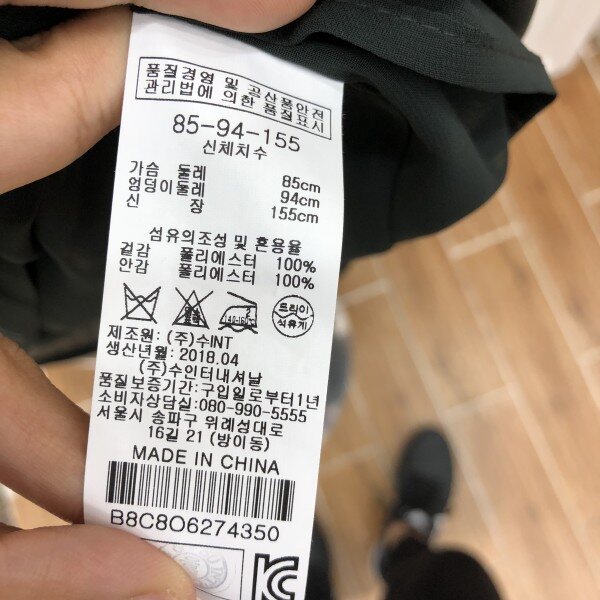 품질경영 및 공산품안전
관리법에 의한 품질표시
85-94-155
신체치수
가슴 둘레 85cm
엉덩이둘레 94cm
신 장 155cm
섬유의조성 및 혼용율
겉감 폴리에스터 100%
안감 폴리에스터 100%
140-160℃
드라이
석유계
제조원: (주)수INT
생산년월: 2018.04
(주)수인터내셔날
품질보증기간: 구입일로부터1년
소비자상담실: 080-990-5555
서울시 송파구 위례성대로
16길 21 (방이동)
MADE IN CHINA
B8C8O6274350